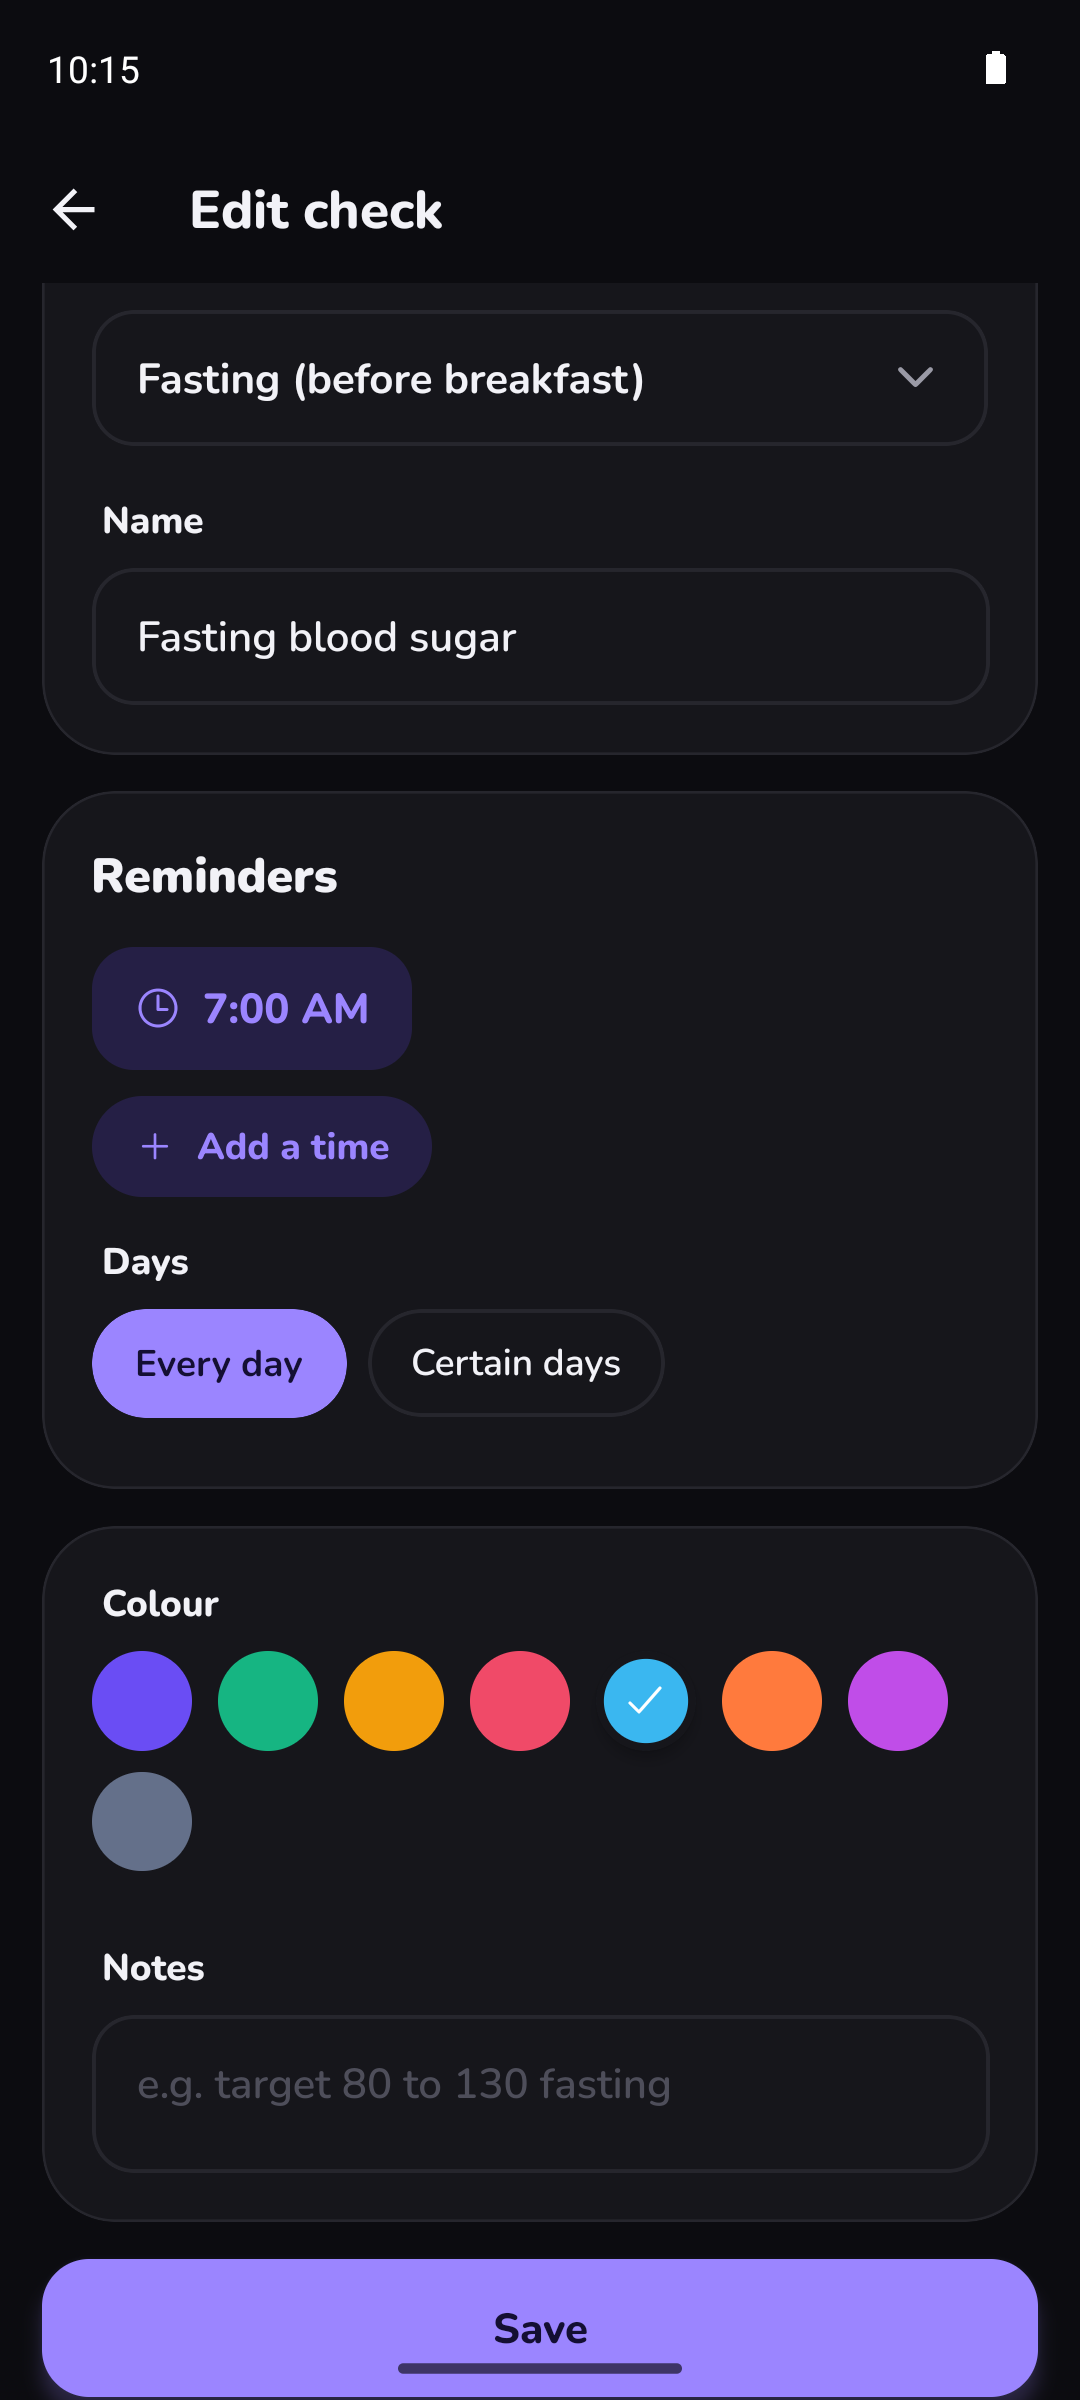 10:15
Edit check
Fasting (before breakfast)
Name
Fasting blood sugar
Reminders
7:00 AM
Add a time
Days
Every day
Certain days
Colour
Notes
e.g. target 80 to 130 fasting
Save